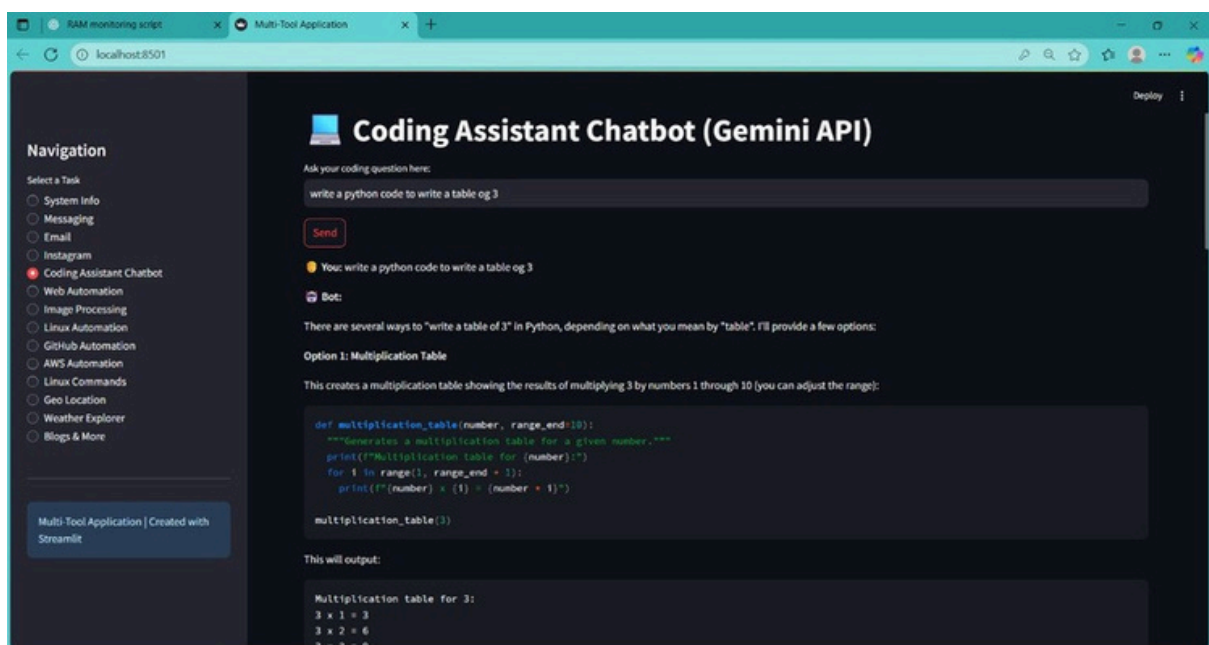 RAM monitoring script
Multi-Tool Application
localhost:8501
Deploy
Navigation
Select a Task
System Info
Messaging
Email
Instagram
Coding Assistant Chatbot
Web Automation
Image Processing
Linux Automation
GitHub Automation
AWS Automation
Linux Commands
Geo Location
Weather Explorer
Blogs & More
Multi-Tool Application | Created with
Streamlit
Coding Assistant Chatbot (Gemini API)
Ask your coding question here:
write a python code to write a table og 3
Send
You: write a python code to write a table og 3
Bot:
There are several ways to "write a table of 3" in Python, depending on what you mean by "table". I'll provide a few options:
Option 1: Multiplication Table
This creates a multiplication table showing the results of multiplying 3 by numbers 1 through 10 (you can adjust the range):
def multiplication_table(number, range_end=10):
"""Generates a multiplication table for a given number."""
print(f"Multiplication table for {number}:")
for i in range(1, range_end + 1):
print(f"{number} x {i} = {number * i}")
multiplication_table(3)
This will output:
Multiplication table for 3:
3 x 1 = 3
3 x 2 = 6